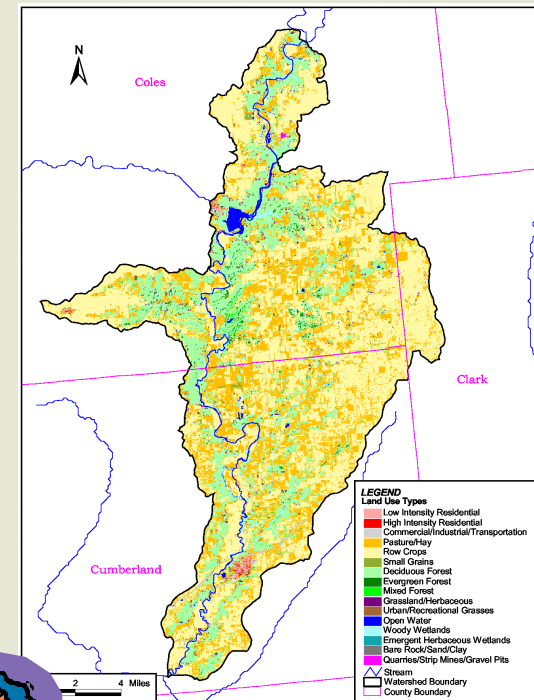 N
Coles
Clark
Cumberland
LEGEND
Land Use Types
Low Intensity Residential
High Intensity Residential
Commercial/Industrial/Transportation
Pasture/Hay
Row Crops
Small Grains
Deciduous Forest
Evergreen Forest
Mixed Forest
Grassland/Herbaceous
Urban/Recreational Grasses
Open Water
Woody Wetlands
Emergent Herbaceous Wetlands
Bare Rock/Sand/Clay
Quarries/Strip Mines/Gravel Pits
Stream
Watershed Boundary
County Boundary
2 4 Miles